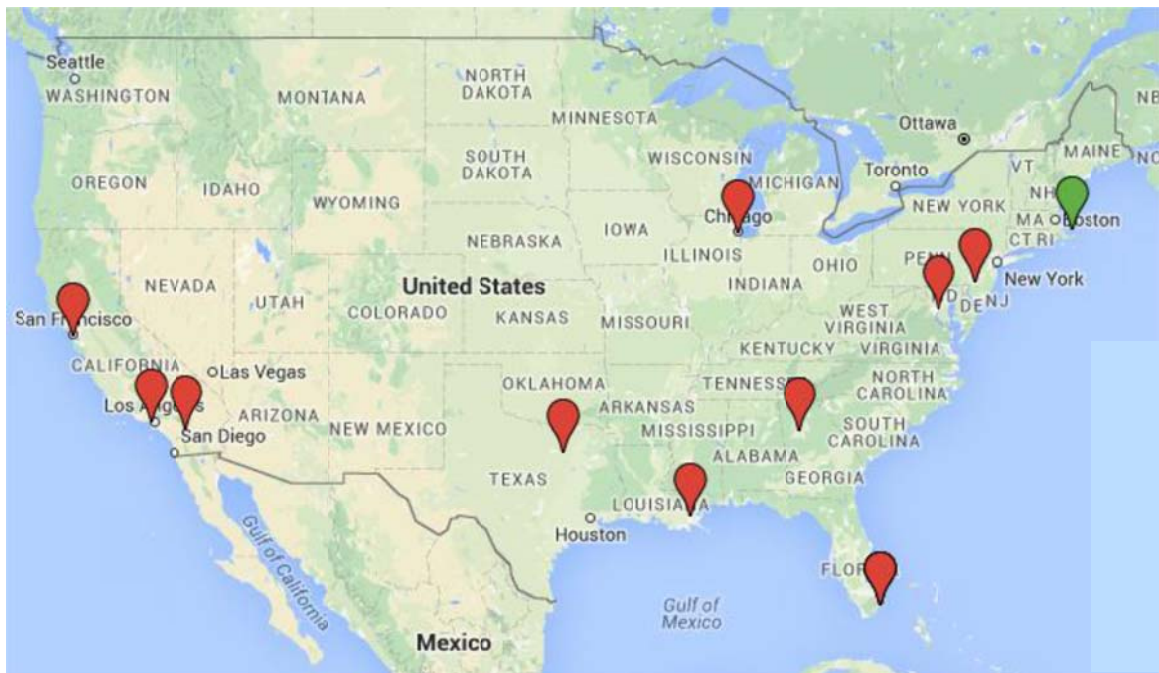 Seattle
WASHINGTON
MONTANA
NORTH
DAKOTA
MINNESOTA
Ottawa
NB
MAINE
VT
NH
OREGON
IDAHO
WYOMING
SOUTH
DAKOTA
WISCONSIN
MICHIGAN
Toronto
NEW YORK
MA
Boston
CT RI
NEBRASKA
IOWA
Chicago
ILLINOIS
INDIANA
OHIO
PENN
New York
NEVADA
UTAH
COLORADO
United States
KANSAS
MISSOURI
WEST
VIRGINIA
MD
DE
NJ
KENTUCKY
VIRGINIA
San Francisco
CALIFORNIA
Las Vegas
Los Angeles
San Diego
ARIZONA
NEW MEXICO
OKLAHOMA
ARKANSAS
TENNESSEE
NORTH
CAROLINA
SOUTH
CAROLINA
MISSISSIPPI
ALABAMA
GEORGIA
TEXAS
LOUISIANA
Houston
FLORIDA
Gulf of California
Gulf of
Mexico
Mexico